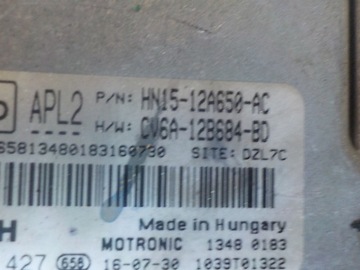 APL2 P/N: HN15-12A650-AC
H/W: CV6A-12B684-BD
65813480183160730 SITE: DZL7C
H Made in Hungary
MOTRONIC 1348 0183
427 658 16-07-30 1039T01322